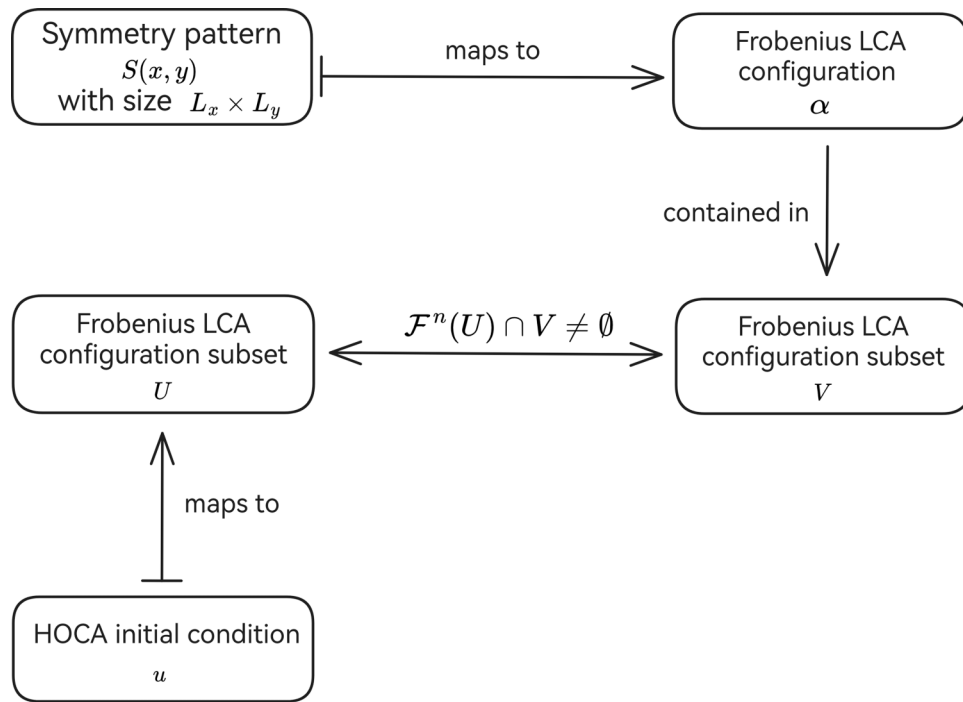 Symmetry pattern
S(x, y)
with size L_x × L_y
maps to
Frobenius LCA
configuration
α
contained in
Frobenius LCA
configuration subset
U
ℱⁿ(U) ∩ V ≠ ∅
Frobenius LCA
configuration subset
V
maps to
HOCA initial condition
u